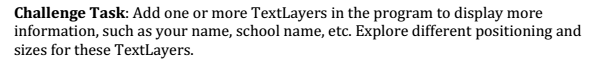 Challenge Task: Add one or more TextLayers in the program to display more
information, such as your name, school name, etc. Explore different positioning and
sizes for these TextLayers.